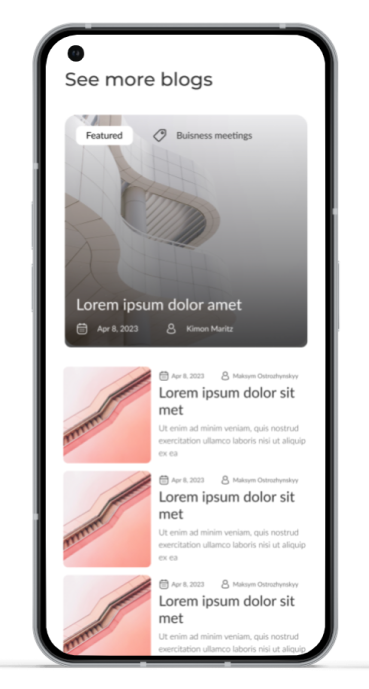 See more blogs
Featured
Buisness meetings
Lorem ipsum dolor amet
Apr 8, 2023
Kimon Maritz
Apr 8, 2023
Maksym Ostrozhynskyy
Lorem ipsum dolor sit
met
Ut enim ad minim veniam, quis nostrud
exercitation ullamco laboris nisi ut aliquip
ex ea
Apr 8, 2023
Maksym Ostrozhynskyy
Lorem ipsum dolor sit
met
Ut enim ad minim veniam, quis nostrud
exercitation ullamco laboris nisi ut aliquip
ex ea
Apr 8, 2023
Maksym Ostrozhynskyy
Lorem ipsum dolor sit
met
Ut enim ad minim veniam, quis nostrud
exercitation ullamco laboris nisi ut aliquip